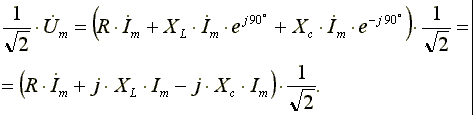 1/√2 · U̇ₘ = (R · İₘ + X_L · İₘ · e^{j90°} + X_c · İₘ · e^{-j90°}) · 1/√2 =
= (R · İₘ + j · X_L · Iₘ − j · X_c · Iₘ) · 1/√2.